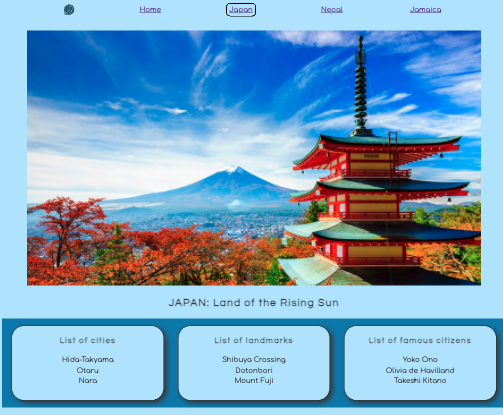 Home Japan Nepal Jamaica
JAPAN: Land of the Rising Sun
List of cities
Hida-Takyama
Otaru
Nara
List of landmarks
Shibuya Crossing
Dotonbori
Mount Fuji
List of famous citizens
Yoko Ono
Olivia de Havilland
Takeshi Kitano